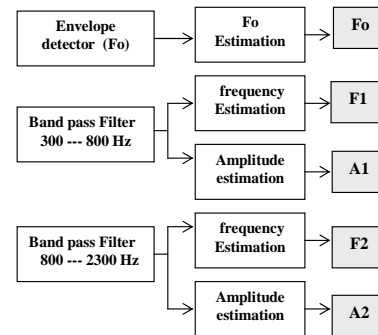 Envelope
detector (Fo)
Fo
Estimation
Fo
Band pass Filter
300 --- 800 Hz
frequency
Estimation
F1
Amplitude
estimation
A1
Band pass Filter
800 --- 2300 Hz
frequency
Estimation
F2
Amplitude
estimation
A2